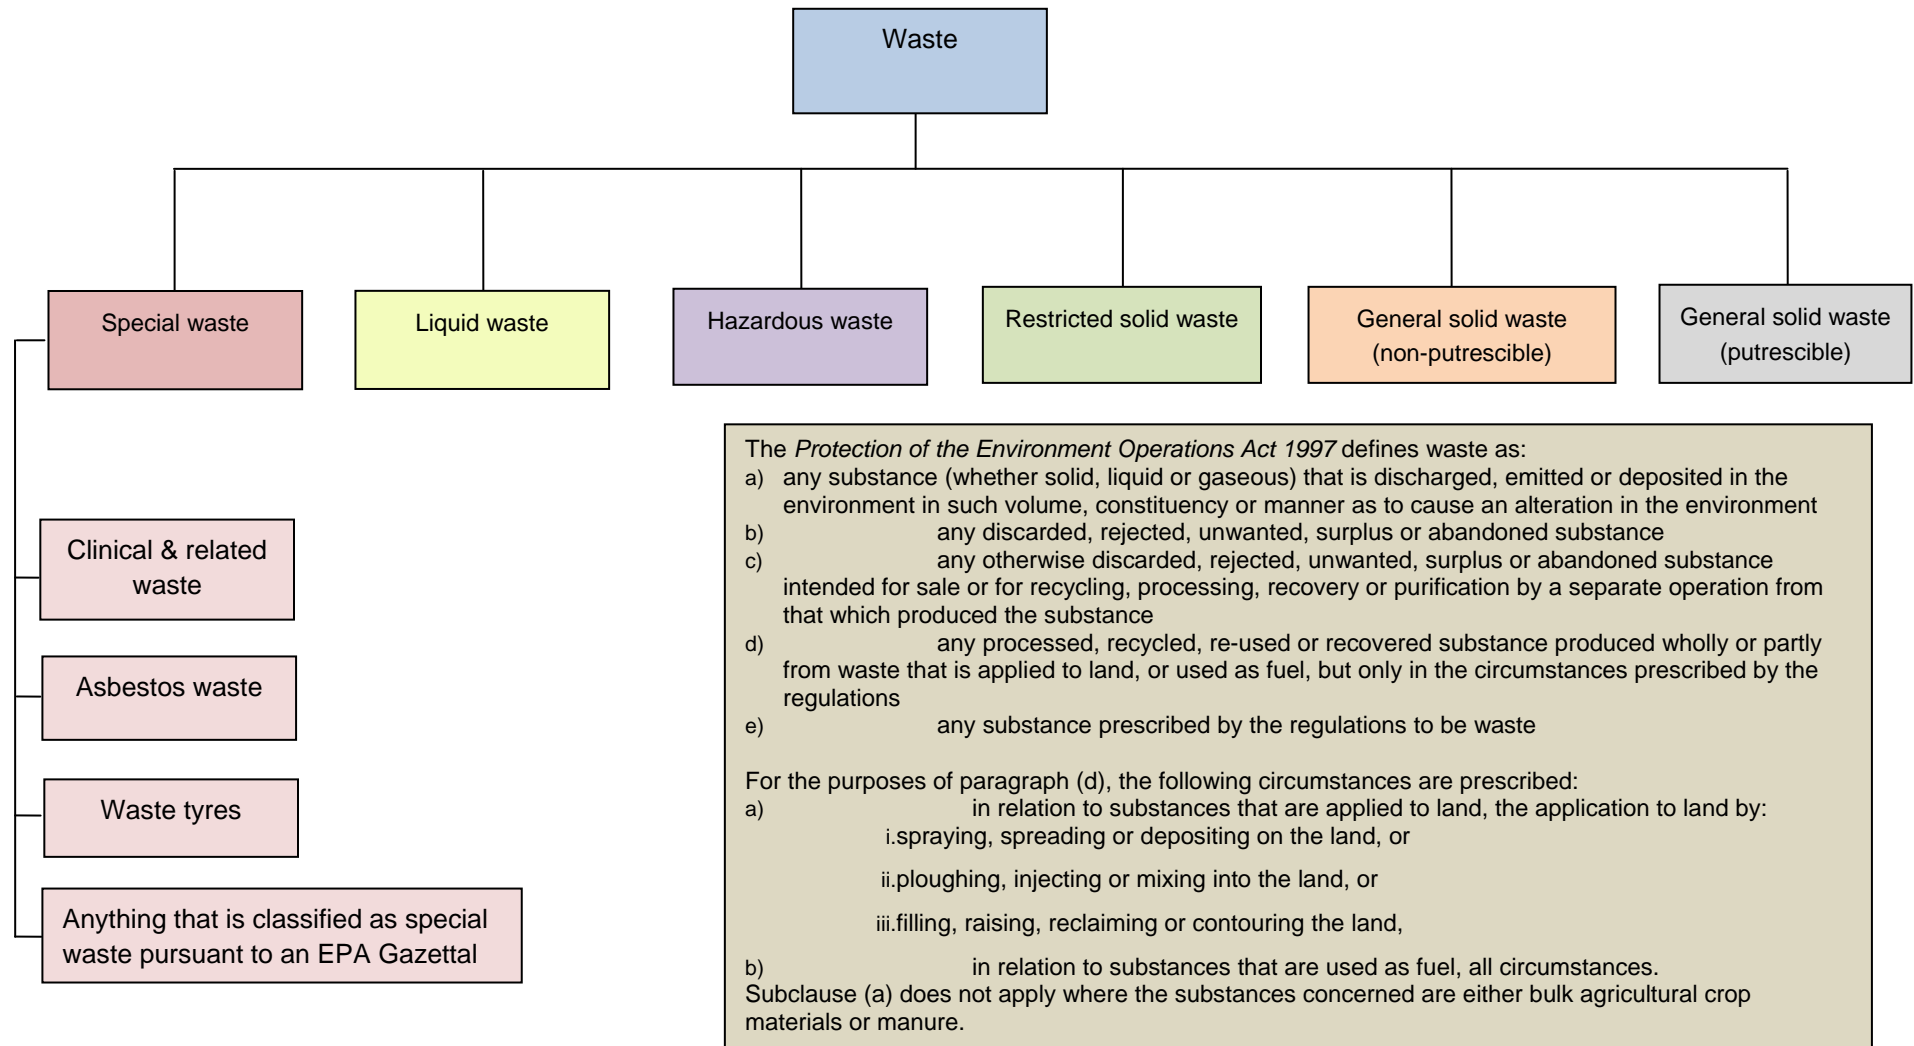 Waste
Special waste
Liquid waste
Hazardous waste
Restricted solid waste
General solid waste
(non-putrescible)
General solid waste
(putrescible)
Clinical & related
waste
Asbestos waste
Waste tyres
Anything that is classified as special
waste pursuant to an EPA Gazettal
The Protection of the Environment Operations Act 1997 defines waste as:
a) any substance (whether solid, liquid or gaseous) that is discharged, emitted or deposited in the
environment in such volume, constituency or manner as to cause an alteration in the environment
b) any discarded, rejected, unwanted, surplus or abandoned substance
c) any otherwise discarded, rejected, unwanted, surplus or abandoned substance
intended for sale or for recycling, processing, recovery or purification by a separate operation from
that which produced the substance
d) any processed, recycled, re-used or recovered substance produced wholly or partly
from waste that is applied to land, or used as fuel, but only in the circumstances prescribed by the
regulations
e) any substance prescribed by the regulations to be waste
For the purposes of paragraph (d), the following circumstances are prescribed:
a) in relation to substances that are applied to land, the application to land by:
i.spraying, spreading or depositing on the land, or
ii.ploughing, injecting or mixing into the land, or
iii.filling, raising, reclaiming or contouring the land,
b) in relation to substances that are used as fuel, all circumstances.
Subclause (a) does not apply where the substances concerned are either bulk agricultural crop
materials or manure.